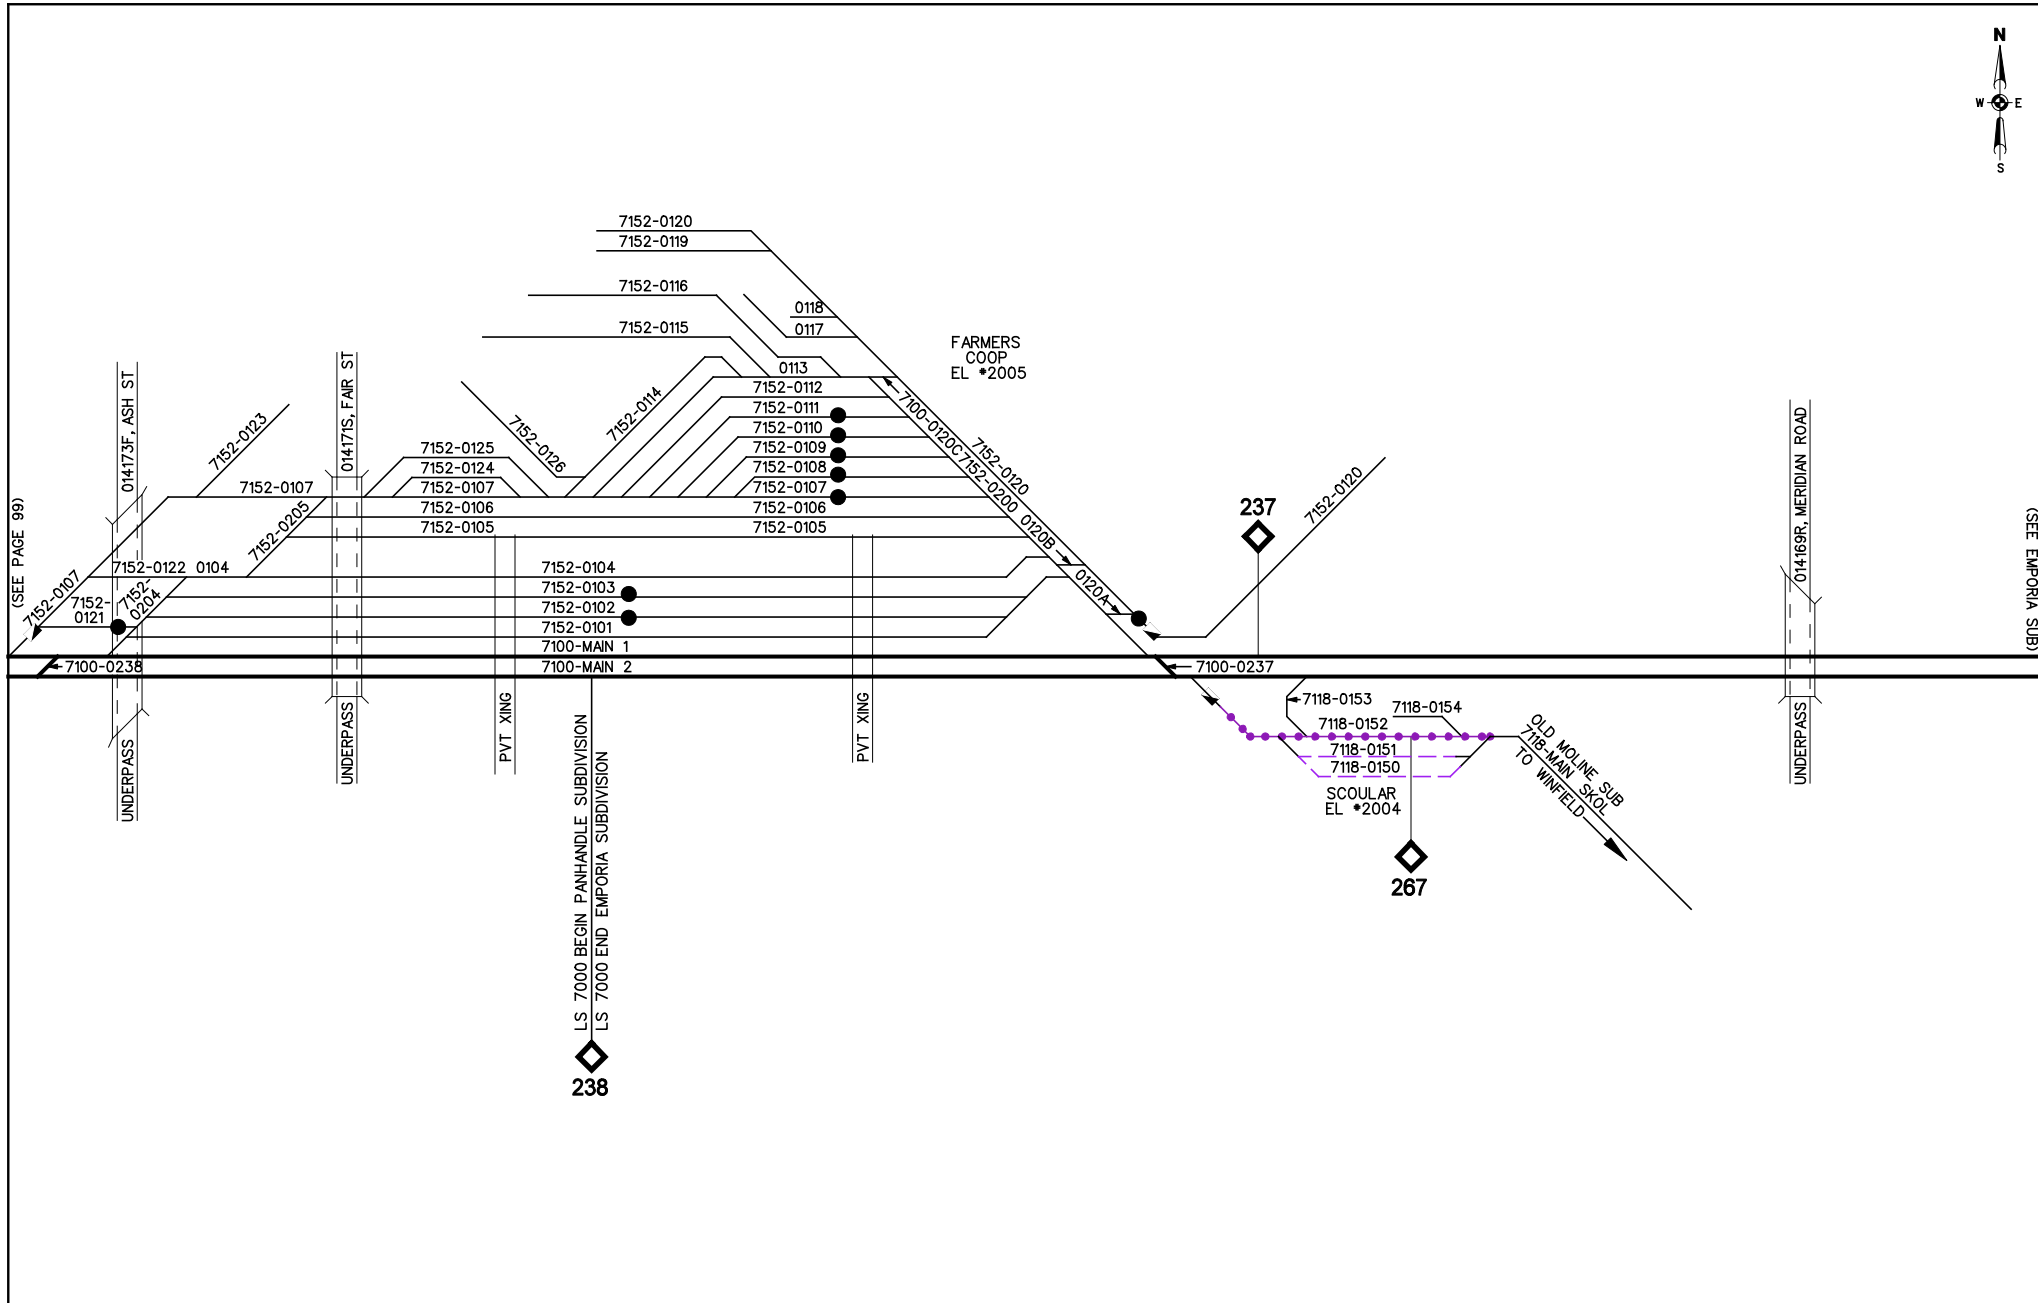 N
W E
S
7152-0120
7152-0119
7152-0116
0118
7152-0115
0117
FARMERS
COOP
EL *2005
0113
7152-0112
7152-0111
7152-0110
7152-0109
7152-0108
7152-0107
7152-0106
7152-0105
7152-0114
7152-0126
7152-0125
7152-0124
7152-0107
7152-0106
7152-0105
014173F, ASH ST
014171S, FAIR ST
7152-0123
7152-0107
7152-0205
(SEE PAGE 99)
7152-0107
7152-0122 0104
7152-
0204
7152-
0121
7152-0104
7152-0103
7152-0102
7152-0101
7100-MAIN 1
7100-MAIN 2
7100-0238
7100-0120C
7152-0200
7152-0120
0120B
0120A
237
7152-0120
014169R, MERIDIAN ROAD
(SEE EMPORIA SUB)
7100-0237
UNDERPASS
UNDERPASS
PVT XING
PVT XING
UNDERPASS
7118-0153
7118-0154
7118-0152
7118-0151
7118-0150
SCOULAR
EL *2004
OLD MOLINE SUB
7118-MAIN SKOL
TO WINFIELD
267
LS 7000 BEGIN PANHANDLE SUBDIVISION
LS 7000 END EMPORIA SUBDIVISION
238